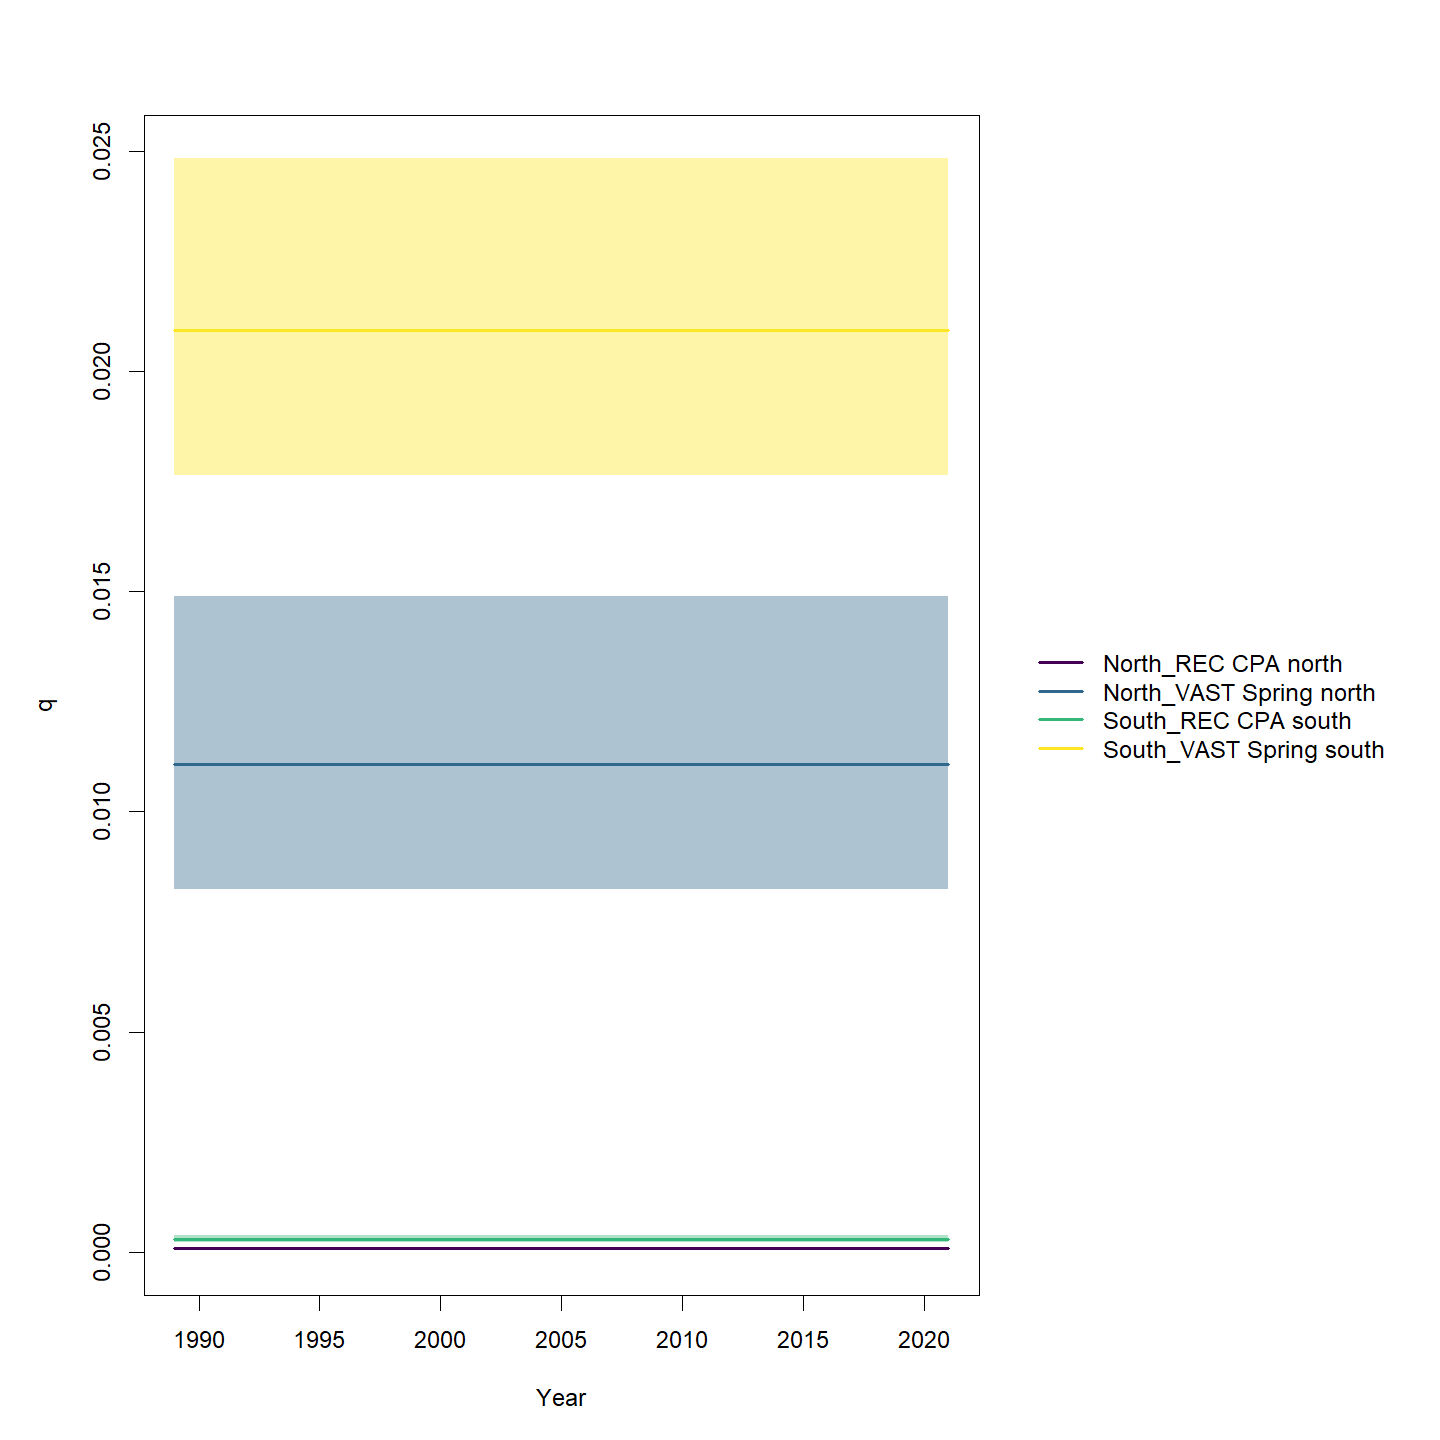 0.025
0.020
0.015
0.010
0.005
0.000
q
1990 1995 2000 2005 2010 2015 2020
Year
North_REC CPA north
North_VAST Spring north
South_REC CPA south
South_VAST Spring south